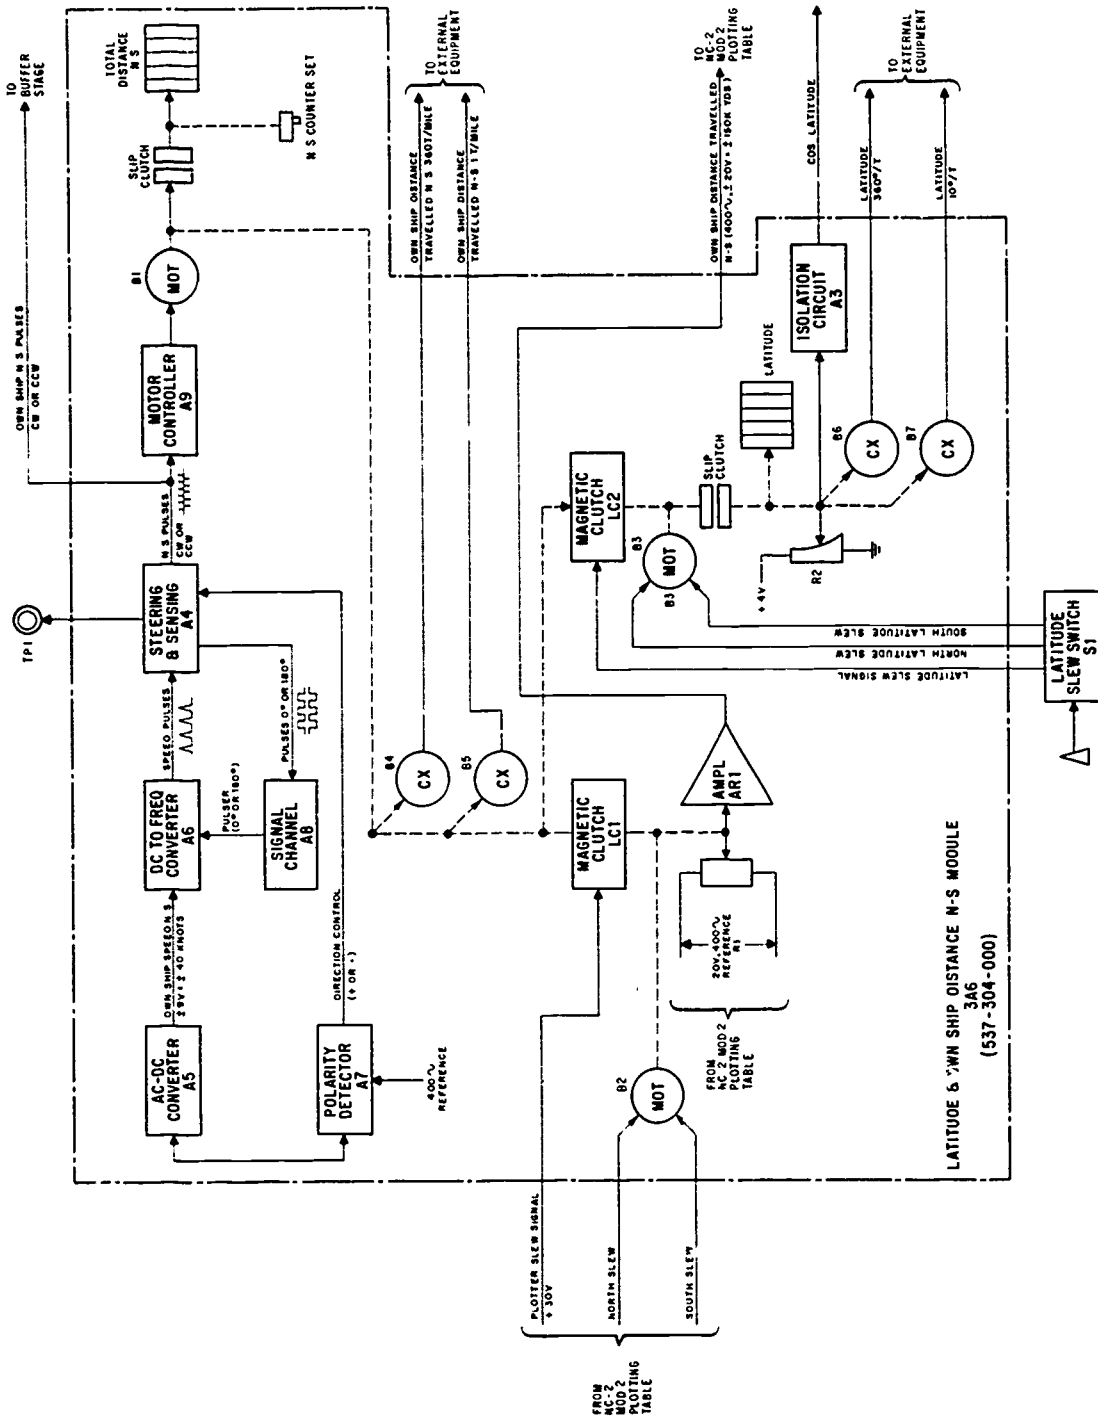 TO
BUFFER
STAGE
OWN SHIP N S PULSES
CW OR CCW
TOTAL
DISTANCE
N S
SLIP
CLUTCH
N S COUNTER SET
B1
MOT
MOTOR
CONTROLLER
A9
N S PULSES
CW OR
CCW
TP1
STEERING
& SENSING
A4
SPEED PULSES
PULSES 0° OR 180°
DC TO FREQ
CONVERTER
A6
PULSER
(0° OR 180°)
SIGNAL
CHANNEL
A8
OWN SHIP SPEED N S
± 9V = ± 40 KNOTS
AC-DC
CONVERTER
A5
DIRECTION CONTROL
(+ OR -)
POLARITY
DETECTOR
A7
400~
REFERENCE
TO
EXTERNAL
EQUIPMENT
OWN SHIP DISTANCE
TRAVELLED N S 360T/MILE
OWN SHIP DISTANCE
TRAVELLED N-S 1T/MILE
B4
CX
B5
CX
TO
NC-2
MOD 2
PLOTTING
TABLE
OWN SHIP DISTANCE TRAVELLED
N-S (400~, ± 20V = ± 150K YDS)
COS LATITUDE
TO
EXTERNAL
EQUIPMENT
LATITUDE
360°/T
LATITUDE
10°/T
ISOLATION
CIRCUIT
A3
LATITUDE
B6
CX
B7
CX
SLIP
CLUTCH
MAGNETIC
CLUTCH
LC2
B3
MOT
B3
+ 4V
R2
SOUTH LATITUDE SLEW
NORTH LATITUDE SLEW
LATITUDE SLEW SIGNAL
LATITUDE
SLEW SWITCH
S1
MAGNETIC
CLUTCH
LC1
AMPL
AR1
20V, 400~
REFERENCE
R1
FROM
NC 2 MOD 2
PLOTTING
TABLE
B2
MOT
PLOTTER SLEW SIGNAL
+ 30V
NORTH SLEW
SOUTH SLEW
FROM
NC-2
MOD 2
PLOTTING
TABLE
LATITUDE & OWN SHIP DISTANCE N-S MODULE
3A6
(537-304-000)